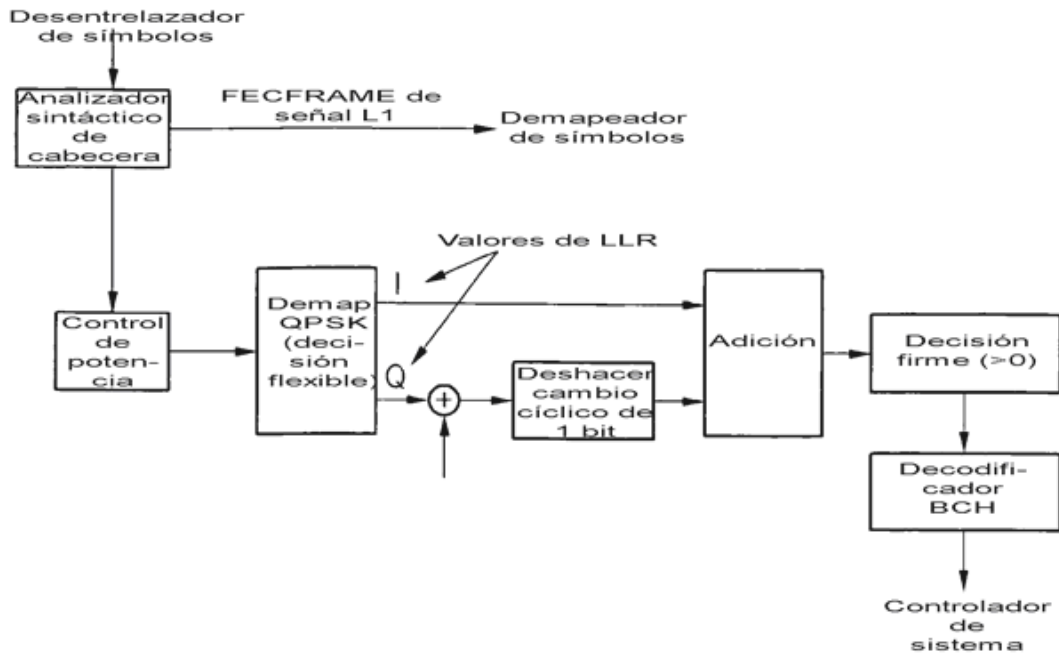 Desentrelazador
de símbolos
Analizador
sintáctico
de
cabecera
FECFRAME de
señal L1
Demapeador
de símbolos
Valores de LLR
I
Control
de
poten-
cia
Demap
QPSK
(deci-
sión
flexible)
Q
+
Deshacer
cambio
cíclico de
1 bit
Adición
Decisión
firme (>0)
Decodifi-
cador
BCH
Controlador
de
sistema